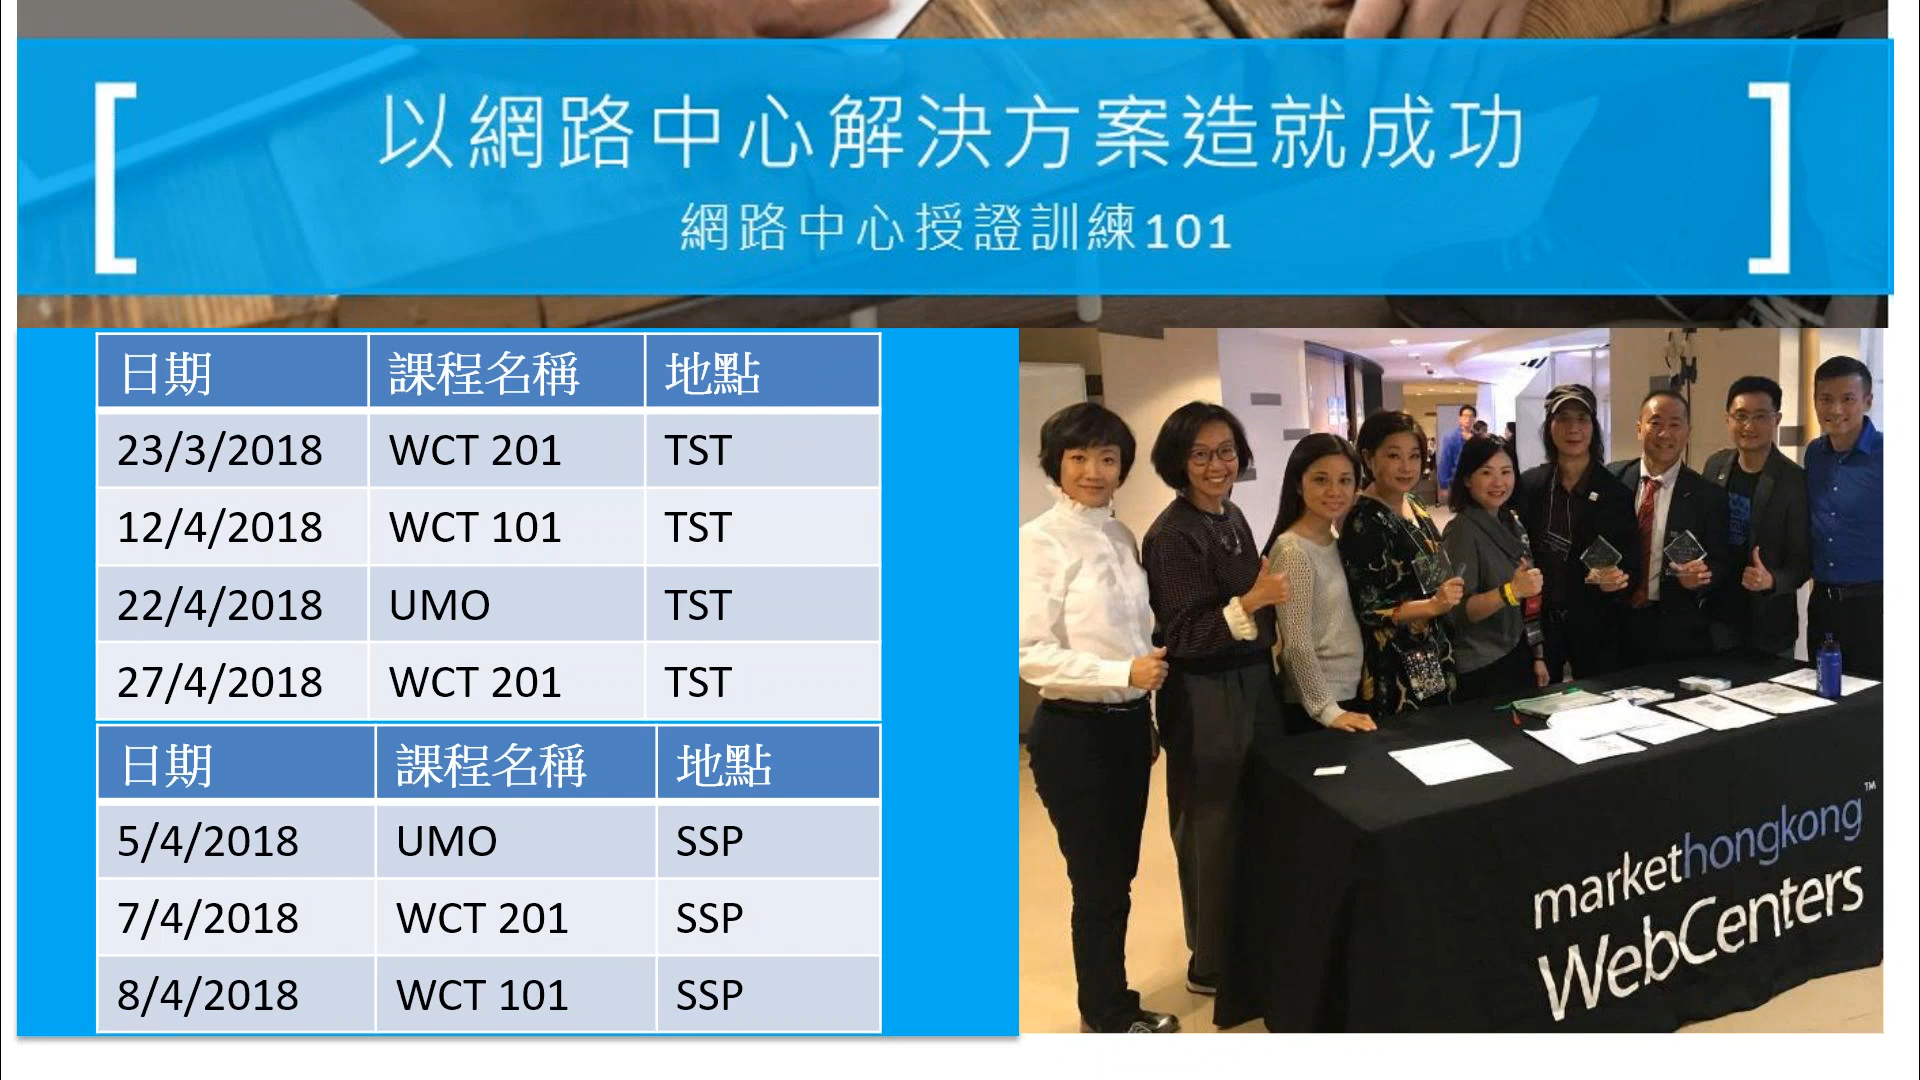 以網路中心解決方案造就成功
網路中心授證訓練101
日期 課程名稱 地點
23/3/2018 WCT 201 TST
12/4/2018 WCT 101 TST
22/4/2018 UMO TST
27/4/2018 WCT 201 TST
日期 課程名稱 地點
5/4/2018 UMO SSP
7/4/2018 WCT 201 SSP
8/4/2018 WCT 101 SSP
markethongkong™
WebCenters